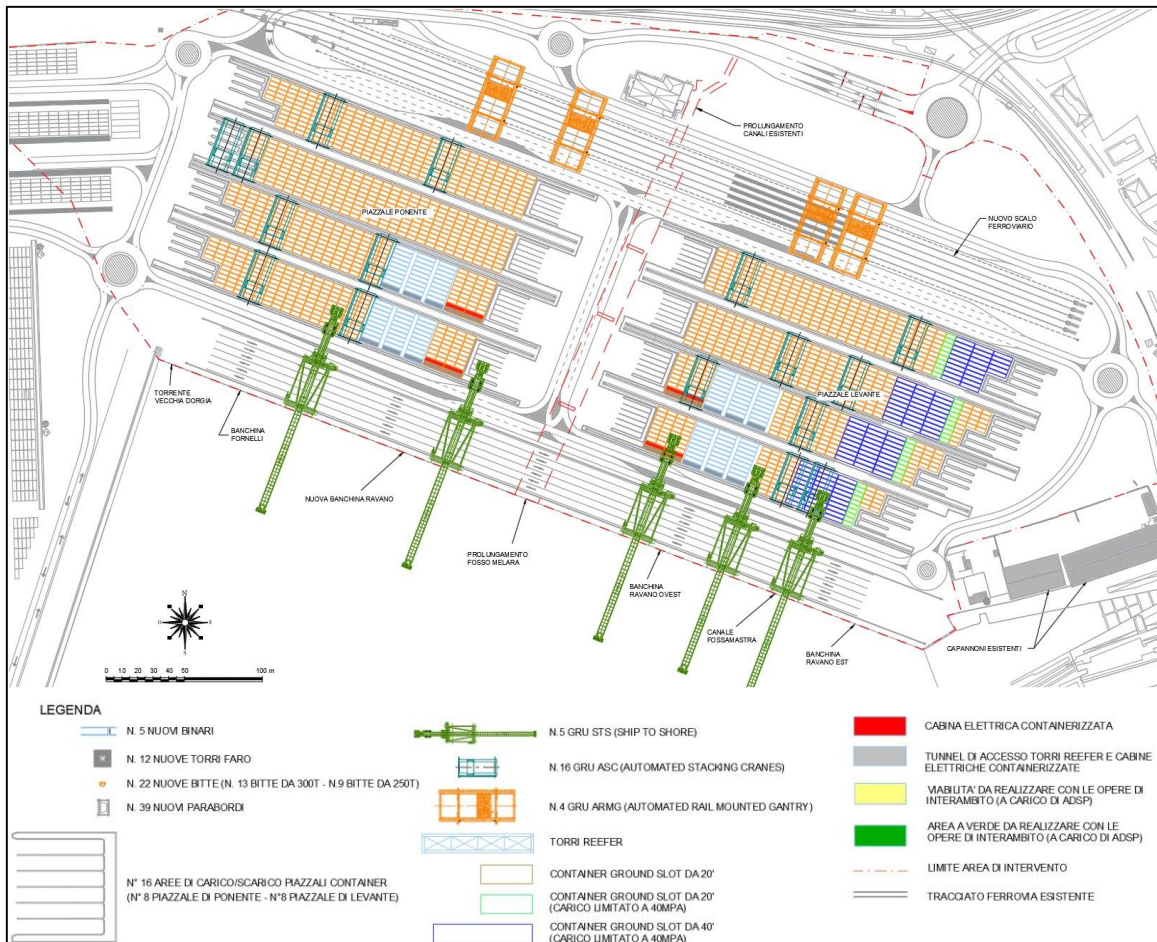 PROLUNGAMENTO
CANALI ESISTENTI
PIAZZALE PONENTE
NUOVO SCALO
FERROVIARIO
PIAZZALE LEVANTE
TORRENTE
VECCHIA DORGIA
BANCHINA
FORNELLI
NUOVA BANCHINA RAVANO
PROLUNGAMENTO
FOSSO MELARA
BANCHINA
RAVANO OVEST
CANALE
FOSSAMASTRA
BANCHINA
RAVANO EST
CAPANNONI ESISTENTI
N
O
E
S
0 10 20 30 40 50 100 m
LEGENDA
N. 5 NUOVI BINARI
N. 12 NUOVE TORRI FARO
N. 22 NUOVE BITTE (N. 13 BITTE DA 300T - N.9 BITTE DA 250T)
N. 39 NUOVI PARABORDI
N° 16 AREE DI CARICO/SCARICO PIAZZALI CONTAINER
(N° 8 PIAZZALE DI PONENTE - N°8 PIAZZALE DI LEVANTE)
N.5 GRU STS (SHIP TO SHORE)
N.16 GRU ASC (AUTOMATED STACKING CRANES)
N.4 GRU ARMG (AUTOMATED RAIL MOUNTED GANTRY)
TORRI REEFER
CONTAINER GROUND SLOT DA 20'
CONTAINER GROUND SLOT DA 20'
(CARICO LIMITATO A 40MPA)
CONTAINER GROUND SLOT DA 40'
(CARICO LIMITATO A 40MPA)
CABINA ELETTRICA CONTAINERIZZATA
TUNNEL DI ACCESSO TORRI REEFER E CABINE
ELETTRICHE CONTAINERIZZATE
VIABILITA' DA REALIZZARE CON LE OPERE DI
INTERAMBITO (A CARICO DI ADSP)
AREA A VERDE DA REALIZZARE CON LE
OPERE DI INTERAMBITO (A CARICO DI ADSP)
LIMITE AREA DI INTERVENTO
TRACCIATO FERROVIA ESISTENTE